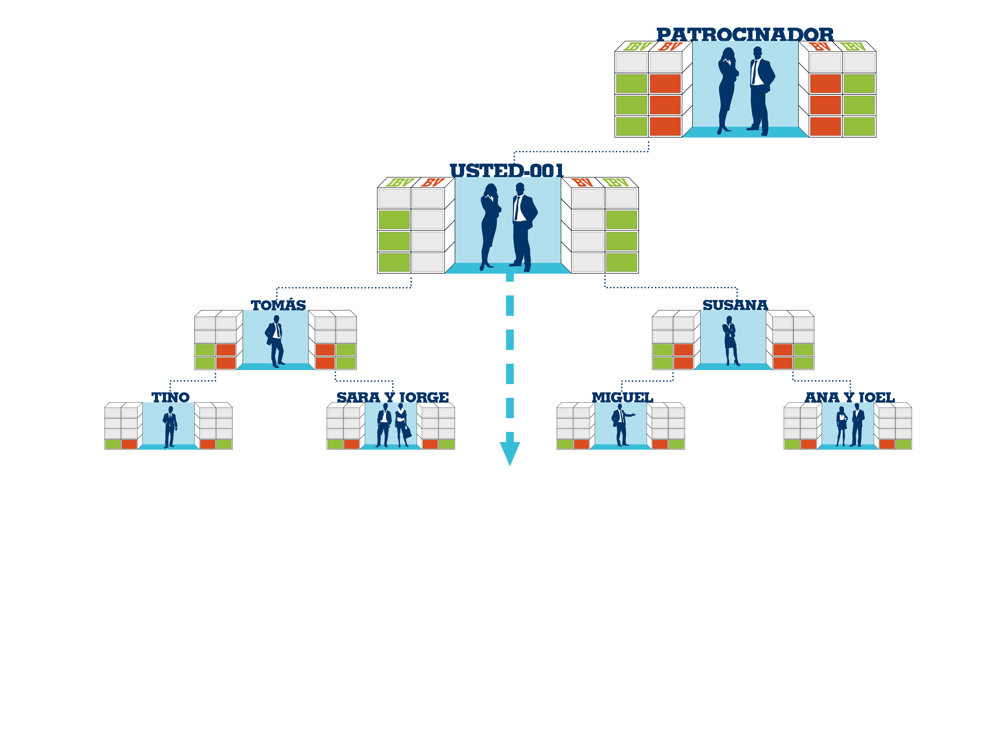 PATROCINADOR
IBV BV BV IBV
USTED-001
IBV BV BV IBV
TOMÁS
SUSANA
TINO
SARA Y JORGE
MIGUEL
ANA Y JOEL